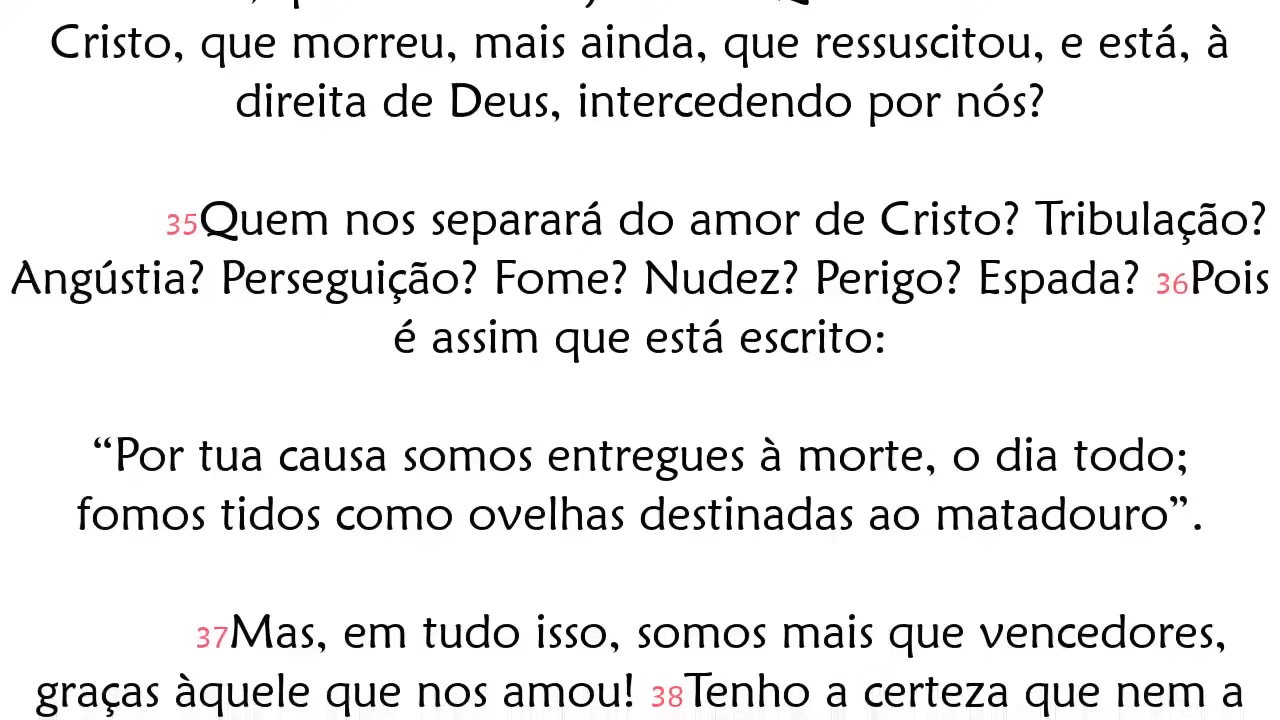 Cristo, que morreu, mais ainda, que ressuscitou, e está, à
direita de Deus, intercedendo por nós?
35Quem nos separará do amor de Cristo? Tribulação?
Angústia? Perseguição? Fome? Nudez? Perigo? Espada? 36Pois
é assim que está escrito:
“Por tua causa somos entregues à morte, o dia todo;
fomos tidos como ovelhas destinadas ao matadouro”.
37Mas, em tudo isso, somos mais que vencedores,
graças àquele que nos amou! 38Tenho a certeza que nem a